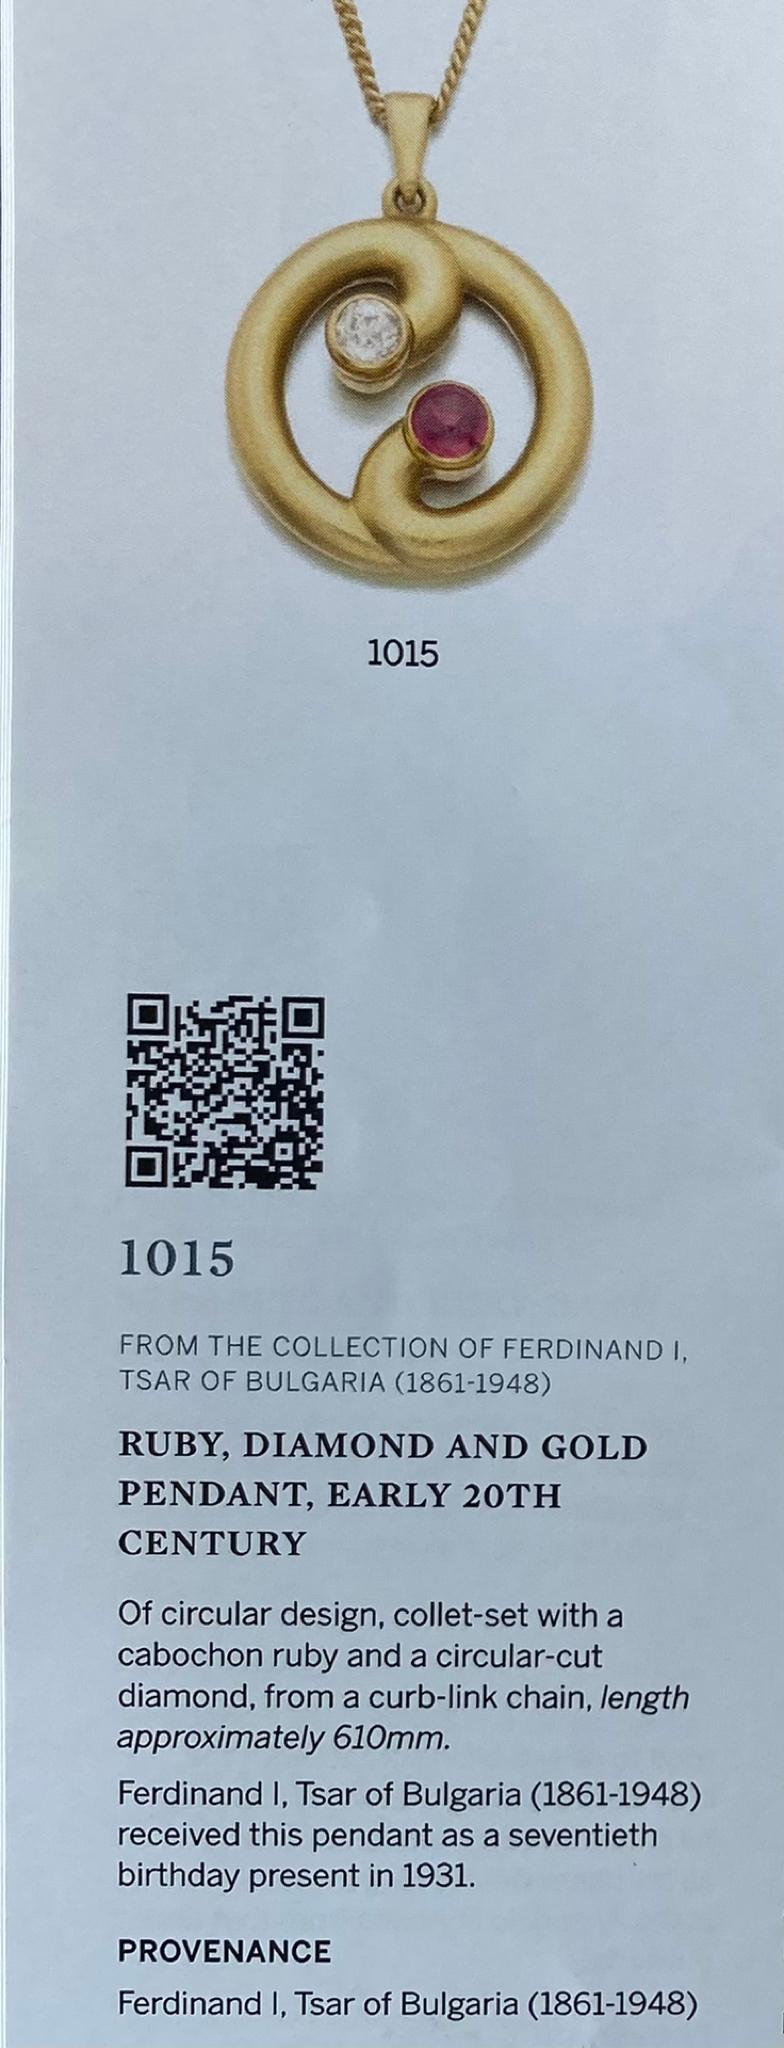 1015
1015
FROM THE COLLECTION OF FERDINAND I,
TSAR OF BULGARIA (1861-1948)
RUBY, DIAMOND AND GOLD
PENDANT, EARLY 20TH
CENTURY
Of circular design, collet-set with a
cabochon ruby and a circular-cut
diamond, from a curb-link chain, length
approximately 610mm.
Ferdinand I, Tsar of Bulgaria (1861-1948)
received this pendant as a seventieth
birthday present in 1931.
PROVENANCE
Ferdinand I, Tsar of Bulgaria (1861-1948)